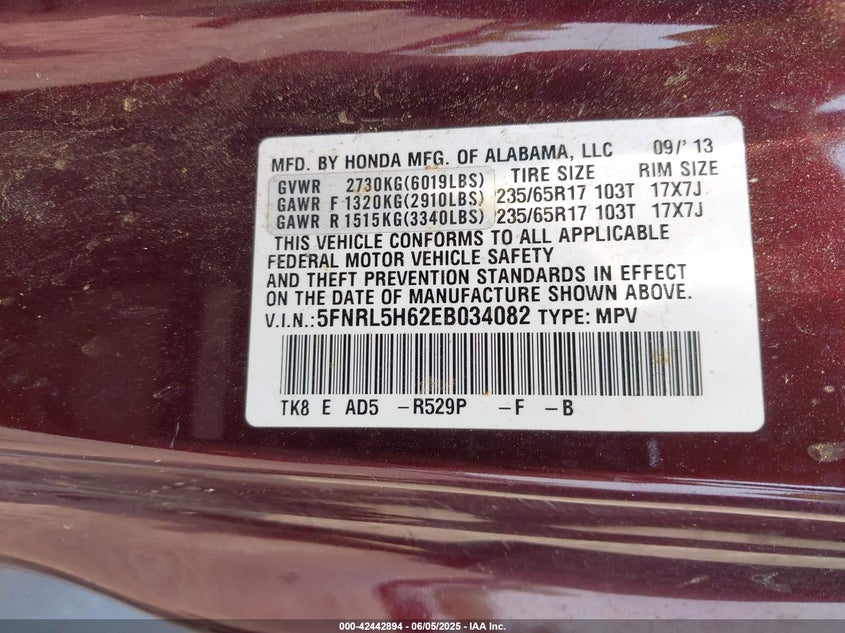 MFD. BY HONDA MFG. OF ALABAMA, LLC 09/'13
TIRE SIZE RIM SIZE
GVWR 2730KG(6019LBS)
GAWR F 1320KG(2910LBS) 235/65R17 103T 17X7J
GAWR R 1515KG(3340LBS) 235/65R17 103T 17X7J
THIS VEHICLE CONFORMS TO ALL APPLICABLE
FEDERAL MOTOR VEHICLE SAFETY
AND THEFT PREVENTION STANDARDS IN EFFECT
ON THE DATE OF MANUFACTURE SHOWN ABOVE.
V.I.N.:5FNRL5H62EB034082 TYPE: MPV
TK8 E AD5 -R529P -F -B
000-42442894 - 06/05/2025 - IAA Inc.